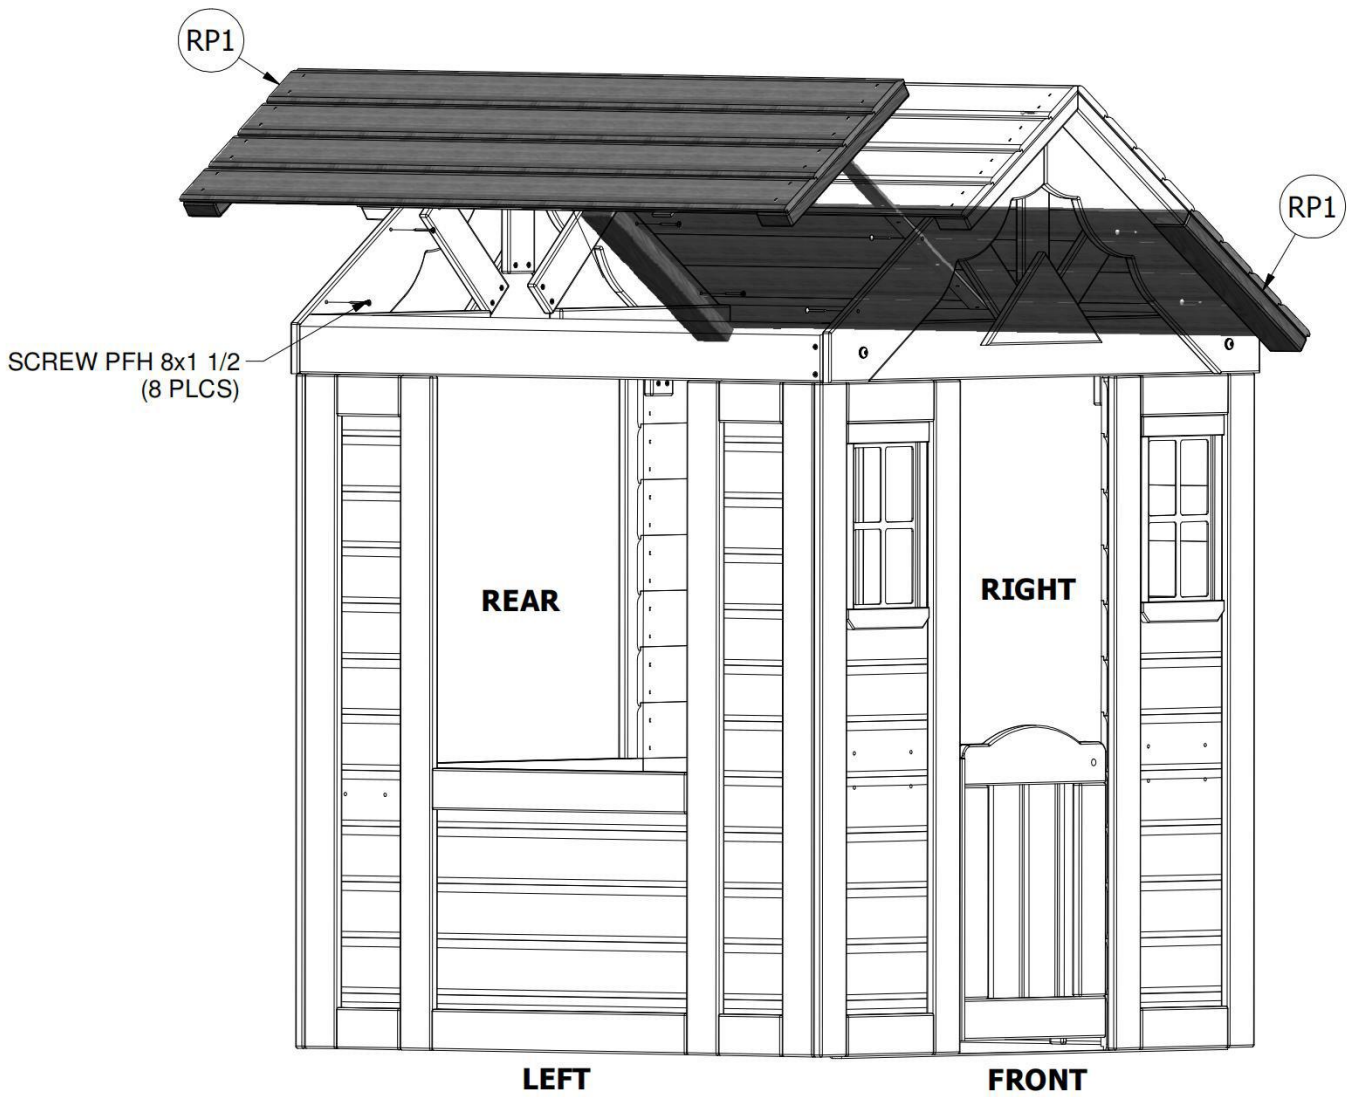 RP1
RP1
SCREW PFH 8x1 1/2
(8 PLCS)
REAR
RIGHT
LEFT
FRONT